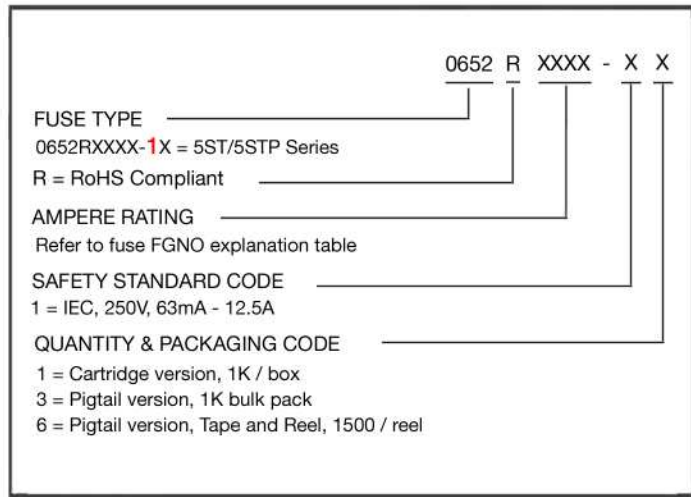 0652 R XXXX - X X
FUSE TYPE
0652RXXXX-1X = 5ST/5STP Series
R = RoHS Compliant
AMPERE RATING
Refer to fuse FGNO explanation table
SAFETY STANDARD CODE
1 = IEC, 250V, 63mA - 12.5A
QUANTITY & PACKAGING CODE
1 = Cartridge version, 1K / box
3 = Pigtail version, 1K bulk pack
6 = Pigtail version, Tape and Reel, 1500 / reel